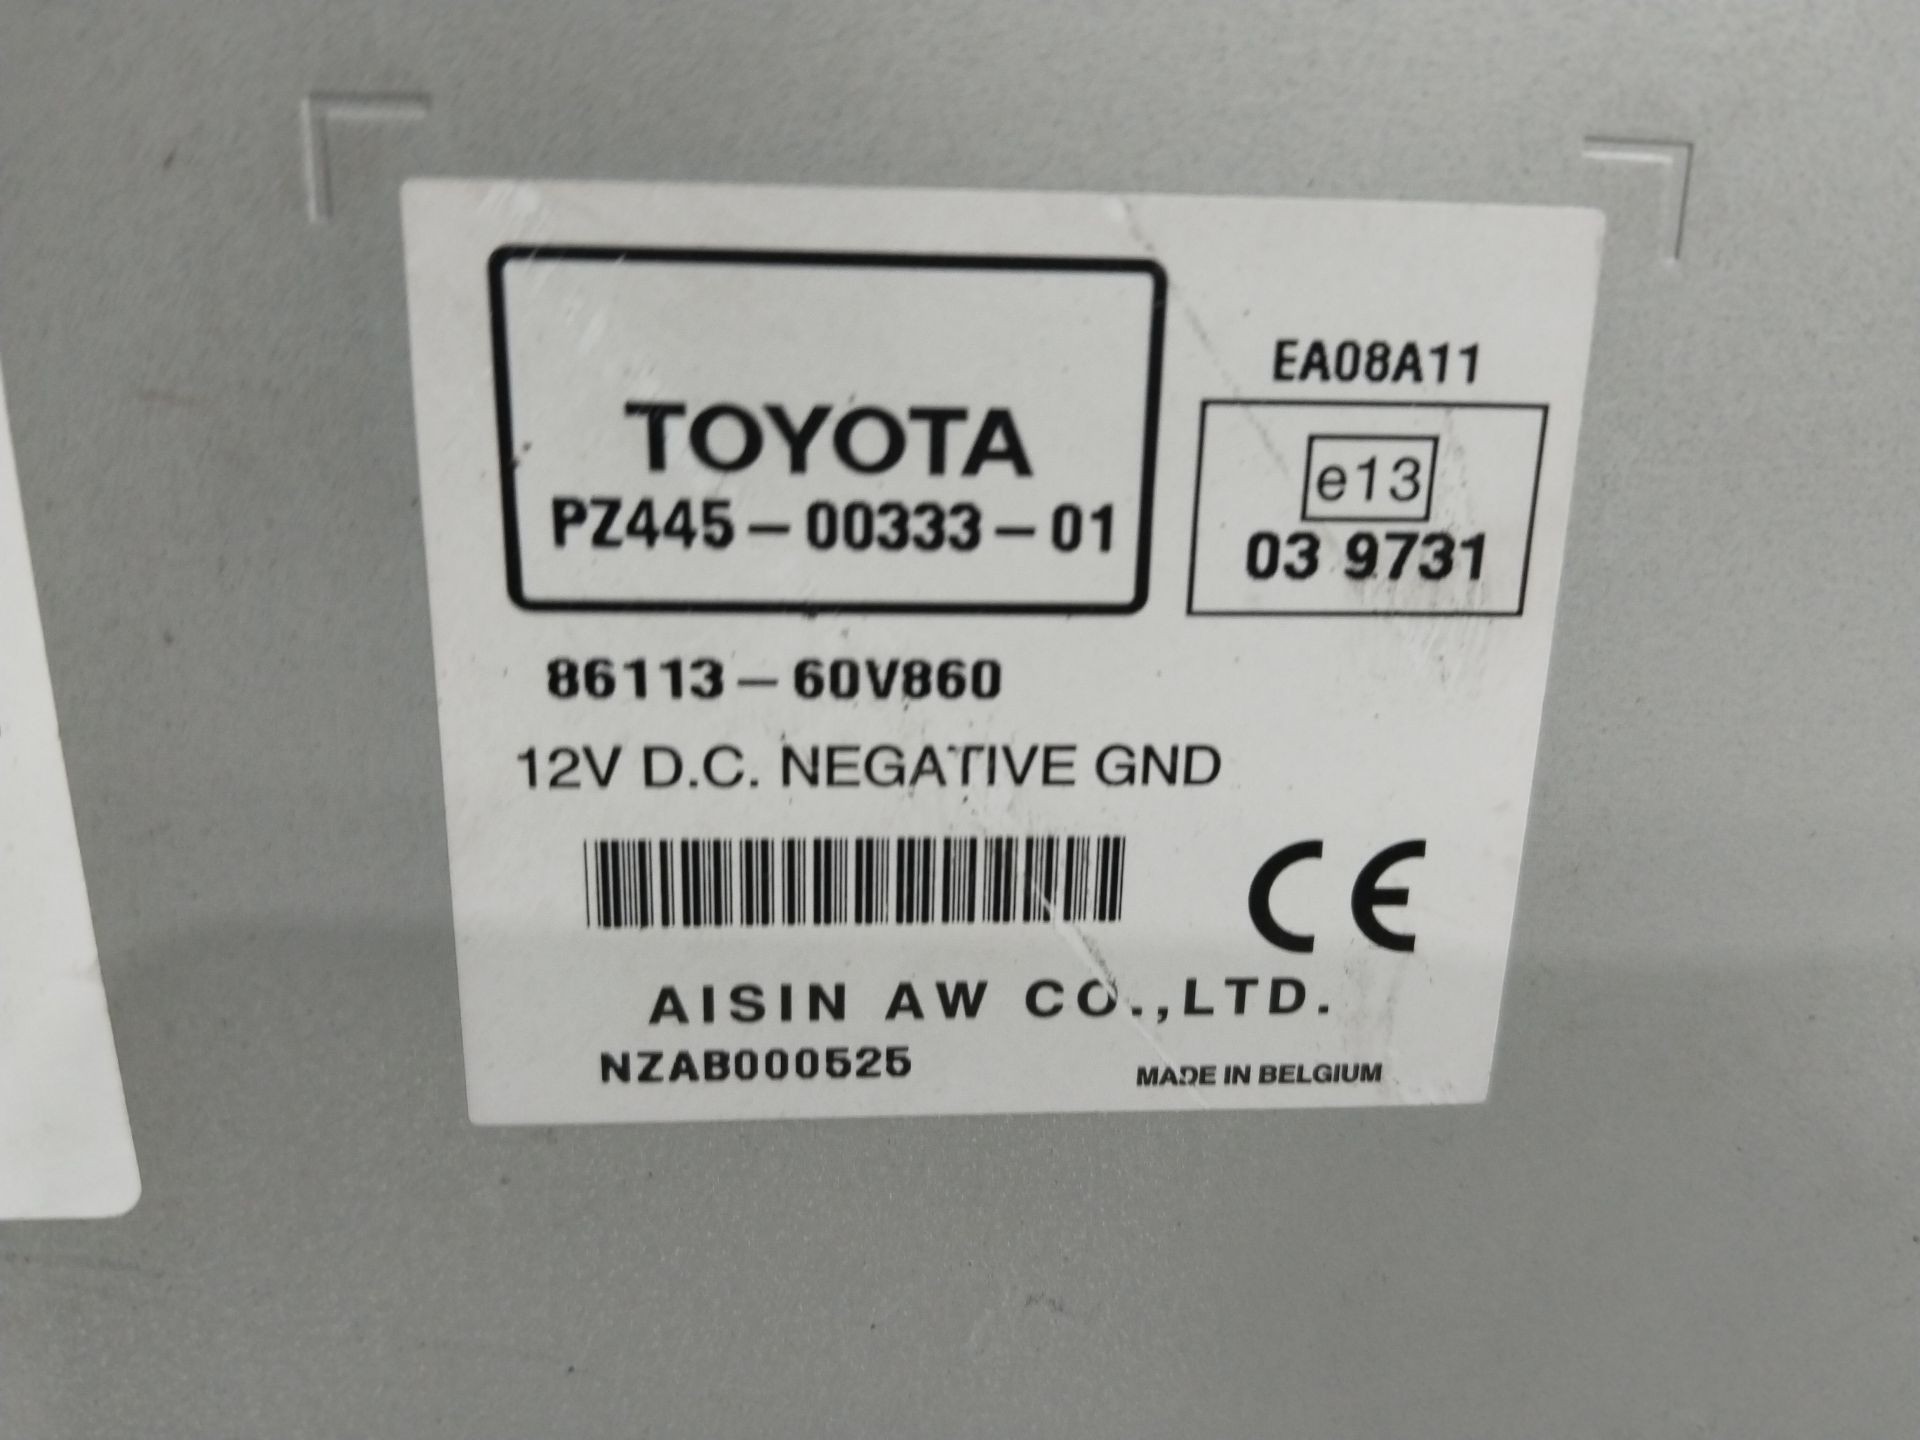 TOYOTA
PZ445-00333-01
EA08A11
e13
03 9731
86113-60V860
12V D.C. NEGATIVE GND
CE
AISIN AW CO.,LTD.
NZAB000525
MADE IN BELGIUM